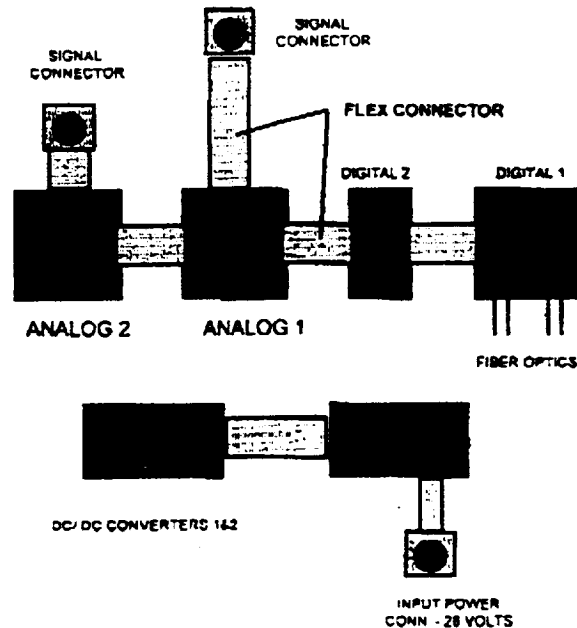 SIGNAL
CONNECTOR
SIGNAL
CONNECTOR
FLEX CONNECTOR
DIGITAL 2
DIGITAL 1
ANALOG 2
ANALOG 1
FIBER OPTICS
DC/DC CONVERTERS 1&2
INPUT POWER
CONN - 28 VOLTS